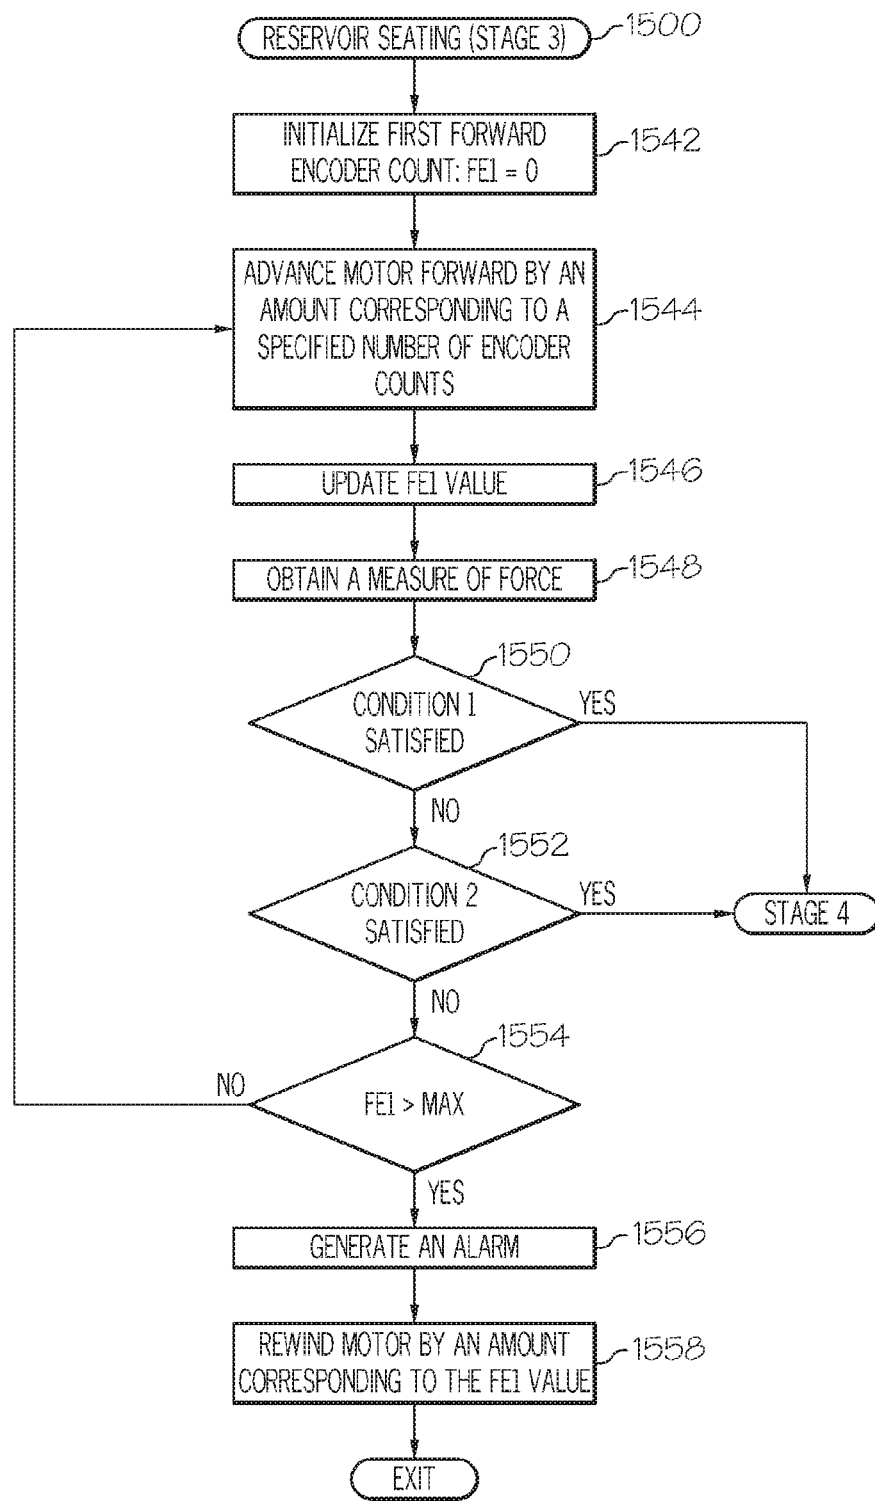 RESERVOIR SEATING (STAGE 3)
1500
INITIALIZE FIRST FORWARD
ENCODER COUNT: FE1 = 0
1542
ADVANCE MOTOR FORWARD BY AN
AMOUNT CORRESPONDING TO A
SPECIFIED NUMBER OF ENCODER
COUNTS
1544
UPDATE FE1 VALUE
1546
OBTAIN A MEASURE OF FORCE
1548
1550
CONDITION 1
SATISFIED
YES
NO
1552
CONDITION 2
SATISFIED
YES
STAGE 4
NO
1554
FE1 > MAX
NO
YES
GENERATE AN ALARM
1556
REWIND MOTOR BY AN AMOUNT
CORRESPONDING TO THE FE1 VALUE
1558
EXIT